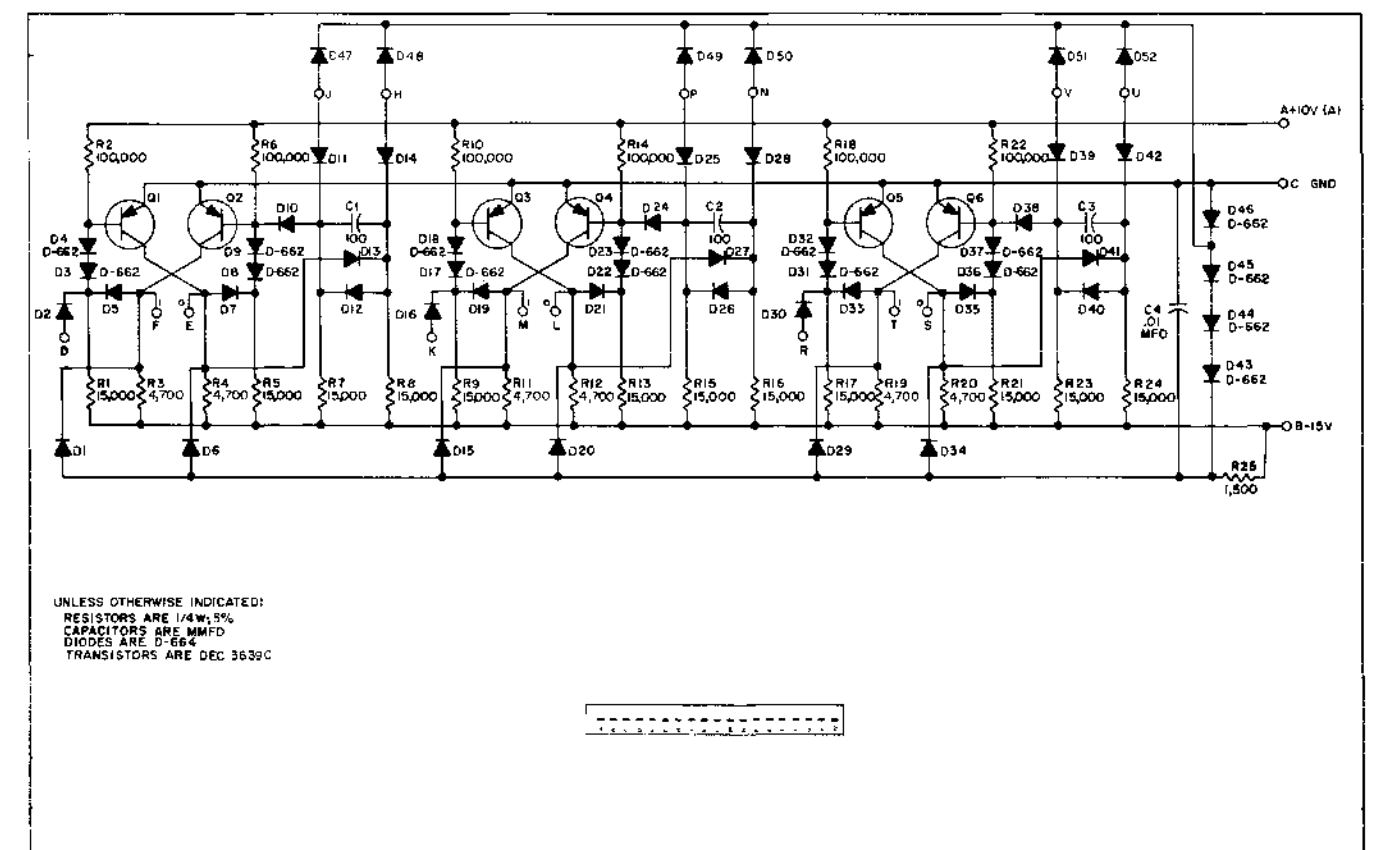 D47 D48 D49 D50 D51 D52
J H P N V U
A+10V (A)
R2 100,000 R6 100,000 R10 100,000 R14 100,000 R18 100,000 R22 100,000
D11 D14 D25 D28 D39 D42
C GND
Q1 Q2 Q3 Q4 Q5 Q6
D10 C1 100 D24 C2 100 D38 C3 100
D46 D-662
D4 D-662 D9 D-662 D13 D18 D-662 D23 D-662 D27 D32 D-662 D37 D-662 D41
D3 D-662 D8 D-662 D17 D-662 D22 D-662 D31 D-662 D36 D-662
D45 D-662
D2 D5 D7 D12 D16 D19 D21 D26 D30 D33 D35 D40
1 0 1 0 1 0
D F E K M L R T S
C4 .01 MFD
D44 D-662
D43 D-662
R1 15,000 R3 4,700 R4 4,700 R5 15,000 R7 15,000 R8 15,000 R9 15,000 R11 4,700 R12 4,700 R13 15,000 R15 15,000 R16 15,000 R17 15,000 R19 4,700 R20 4,700 R21 15,000 R23 15,000 R24 15,000
B-15V
D1 D6 D15 D20 D29 D34
R25 1,500
UNLESS OTHERWISE INDICATED:
RESISTORS ARE 1/4W; 5%
CAPACITORS ARE MMFD
DIODES ARE D-664
TRANSISTORS ARE DEC 3639C